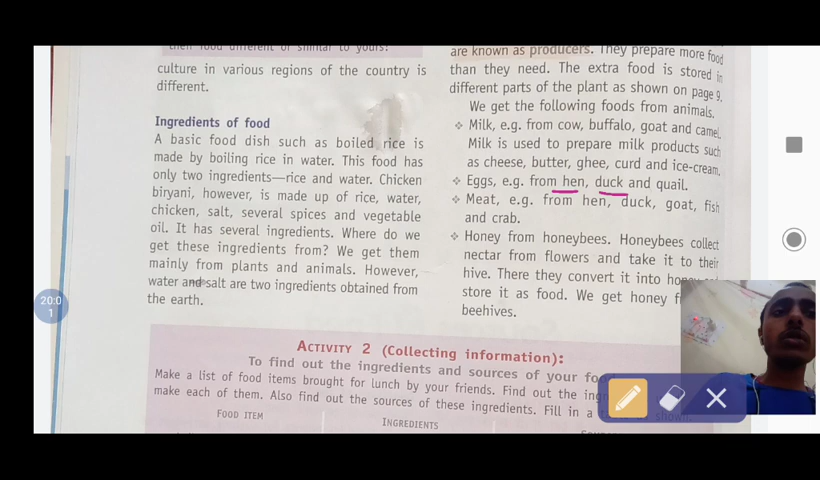 their food different or similar to yours?
culture in various regions of the country is
different.
Ingredients of food
A basic food dish such as boiled rice is
made by boiling rice in water. This food has
only two ingredients—rice and water. Chicken
biryani, however, is made up of rice, water,
chicken, salt, several spices and vegetable
oil. It has several ingredients. Where do we
get these ingredients from? We get them
mainly from plants and animals. However,
water and salt are two ingredients obtained from
the earth.
are known as producers. They prepare more food
than they need. The extra food is stored in
different parts of the plant as shown on page 9.
We get the following foods from animals.
❖ Milk, e.g. from cow, buffalo, goat and camel.
Milk is used to prepare milk products such
as cheese, butter, ghee, curd and ice-cream.
❖ Eggs, e.g. from hen, duck and quail.
❖ Meat, e.g. from hen, duck, goat, fish
and crab.
❖ Honey from honeybees. Honeybees collect
nectar from flowers and take it to their
hive. There they convert it into honey
store it as food. We get honey
beehives.
ACTIVITY 2 (Collecting information):
To find out the ingredients and sources of your
Make a list of food items brought for lunch by your friends. Find out the
make each of them. Also find out the sources of these ingredients. Fill in a
FOOD ITEM
INGREDIENTS
20:0
1